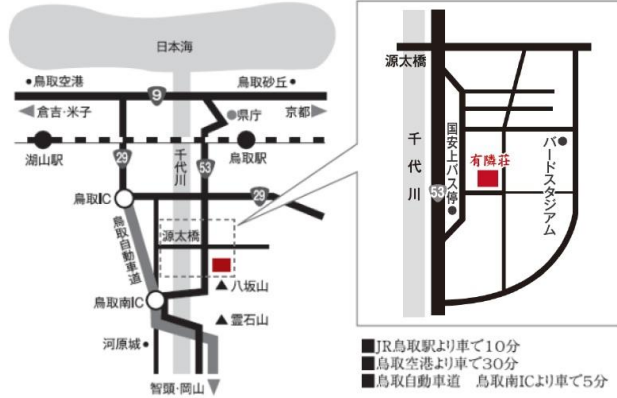 日本海
•鳥取空港
鳥取砂丘•
9
倉吉·米子
京都
県庁
湖山駅
29
千代川
53
鳥取駅
鳥取IC
29
鳥取自動車道
源太橋
八坂山
鳥取南IC
霊石山
河原城•
智頭·岡山
源太橋
千代川
53
国安上バス停
有隣荘
バードスタジアム
■JR鳥取駅より車で10分
■鳥取空港より車で30分
■鳥取自動車道 鳥取南ICより車で5分